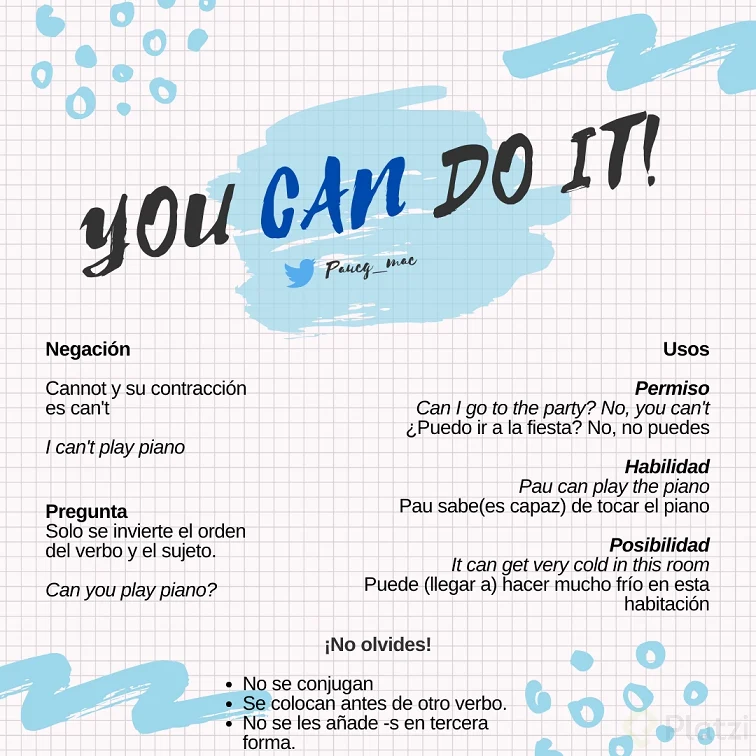 YOU CAN DO IT!
Paucg_mac
Negación
Cannot y su contracción
es can't
I can't play piano
Pregunta
Solo se invierte el orden
del verbo y el sujeto.
Can you play piano?
Usos
Permiso
Can I go to the party? No, you can't
¿Puedo ir a la fiesta? No, no puedes
Habilidad
Pau can play the piano
Pau sabe(es capaz) de tocar el piano
Posibilidad
It can get very cold in this room
Puede (llegar a) hacer mucho frío en esta
habitación
¡No olvides!
• No se conjugan
• Se colocan antes de otro verbo.
• No se les añade -s en tercera
forma.
Platzi